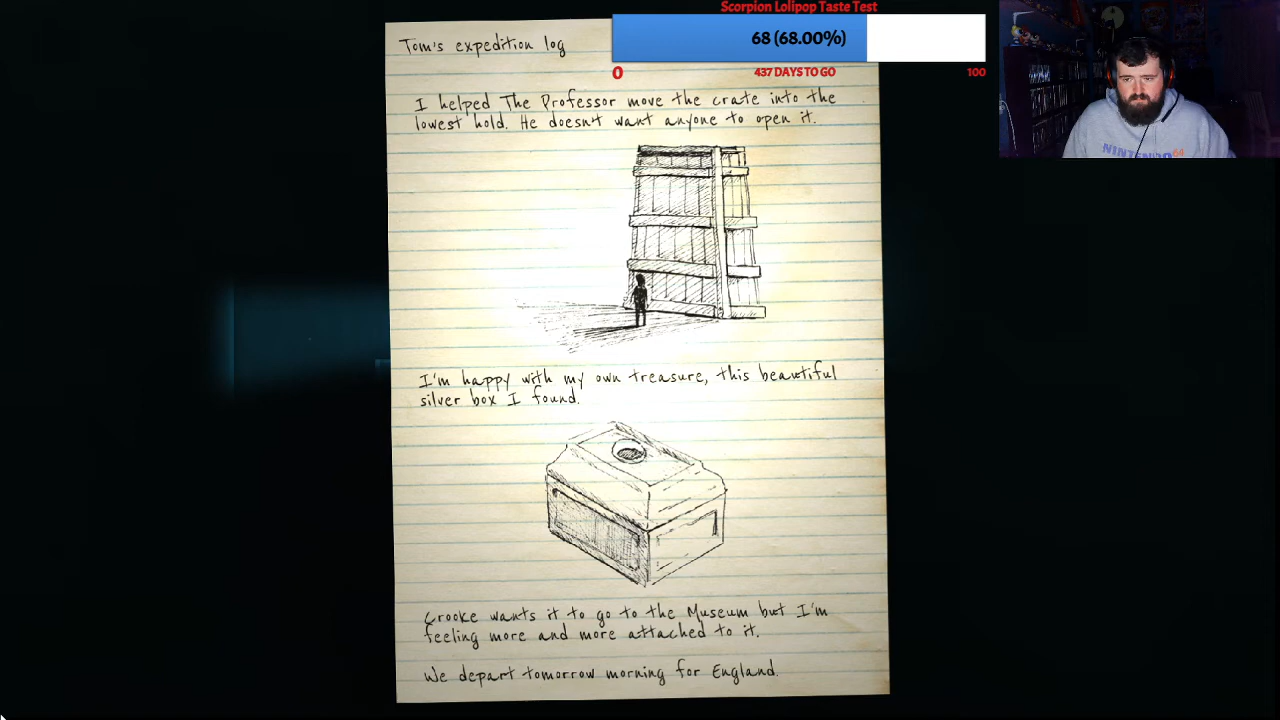 Scorpion Lolipop Taste Test
68 (68.00%)
0
437 DAYS TO GO
100
NINTENDO 64
Tom's expedition log
I helped The Professor move the crate into the
lowest hold. He doesn't want anyone to open it.
I'm happy with my own treasure, this beautiful
silver box I found.
Crooke wants it to go to the Museum but I'm
feeling more and more attached to it.
We depart tomorrow morning for England.